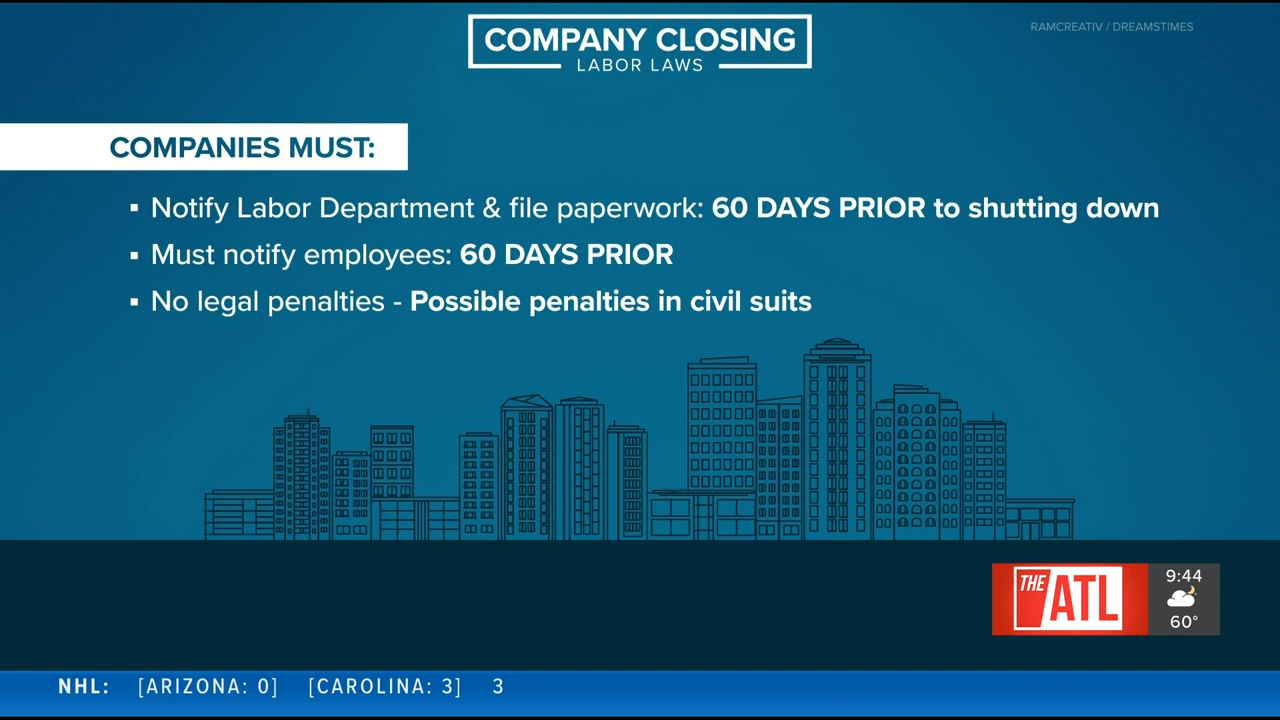 COMPANY CLOSING
LABOR LAWS
RAMCREATIV / DREAMSTIMES
COMPANIES MUST:
▪ Notify Labor Department & file paperwork: 60 DAYS PRIOR to shutting down
▪ Must notify employees: 60 DAYS PRIOR
▪ No legal penalties - Possible penalties in civil suits
THE ATL
9:44
60°
NHL: [ARIZONA: 0] [CAROLINA: 3] 3